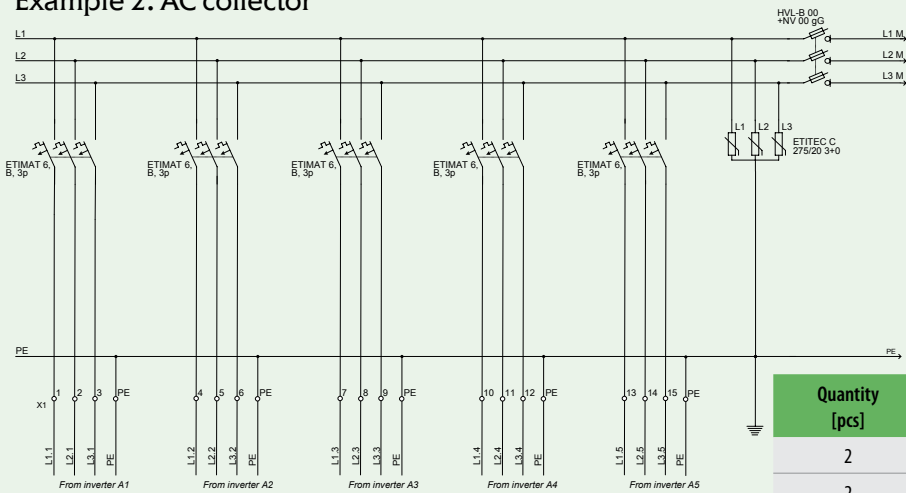 Example 2: AC collector
HVL-B 00
+NV 00 gG
L1
L1 M
L2
L2 M
L3
L3 M
ETIMAT 6,
B, 3p
ETIMAT 6,
B, 3p
ETIMAT 6,
B, 3p
ETIMAT 6,
B, 3p
ETIMAT 6,
B, 3p
L1 L2 L3
ETITEC C
275/20 3+0
PE
PE
X1
1 2 3 PE
4 5 6 PE
7 8 9 PE
10 11 12 PE
13 14 15 PE
L1.1 L2.1 L3.1 PE
L1.2 L2.2 L3.2 PE
L1.3 L2.3 L3.3 PE
L1.4 L2.4 L3.4 PE
L1.5 L2.5 L3.5 PE
From inverter A1
From inverter A2
From inverter A3
From inverter A4
From inverter A5
Quantity
[pcs]
2
2